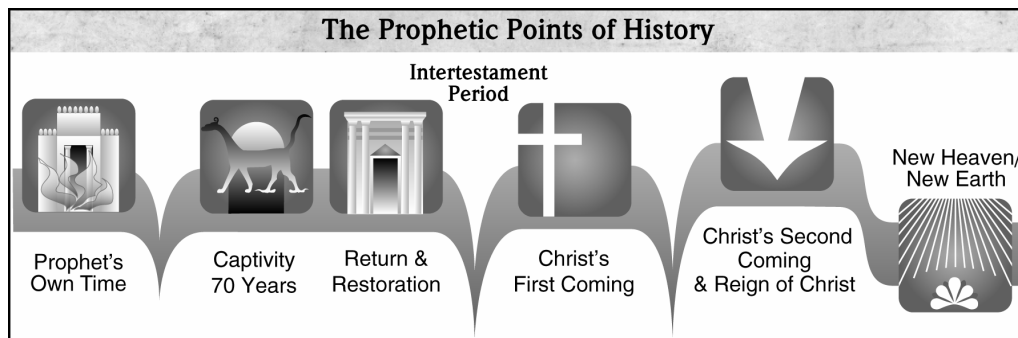 The Prophetic Points of History
Intertestament
Period
Prophet's
Own Time
Captivity
70 Years
Return &
Restoration
Christ's
First Coming
Christ's Second
Coming
& Reign of Christ
New Heaven/
New Earth